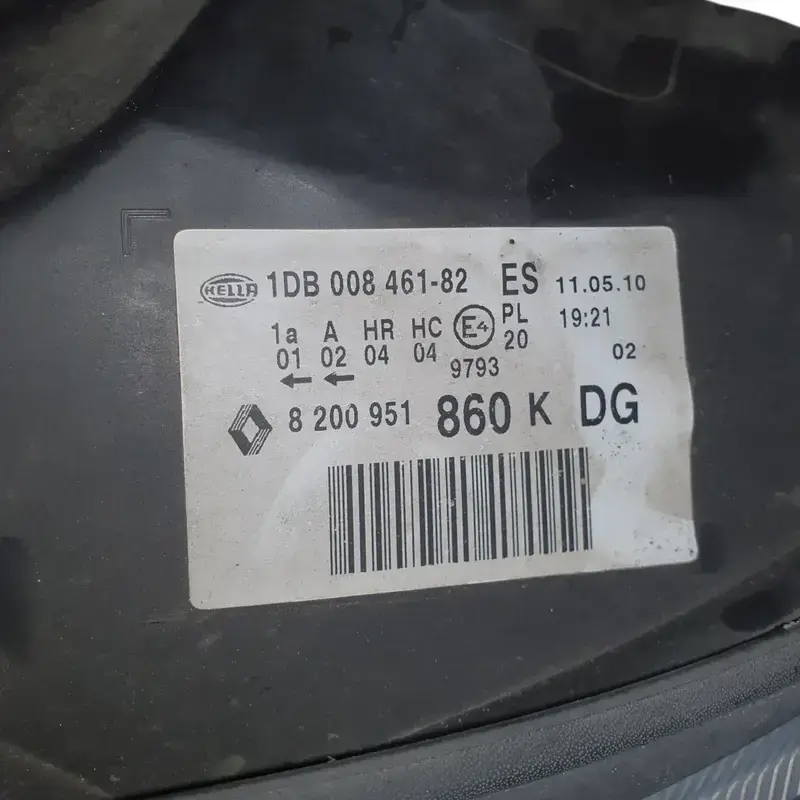 HELLA 1DB 008 461-82 ES 11.05.10
1a A HR HC E4 PL 19:21
01 02 04 04 9793 20 02
8 200 951 860 K DG